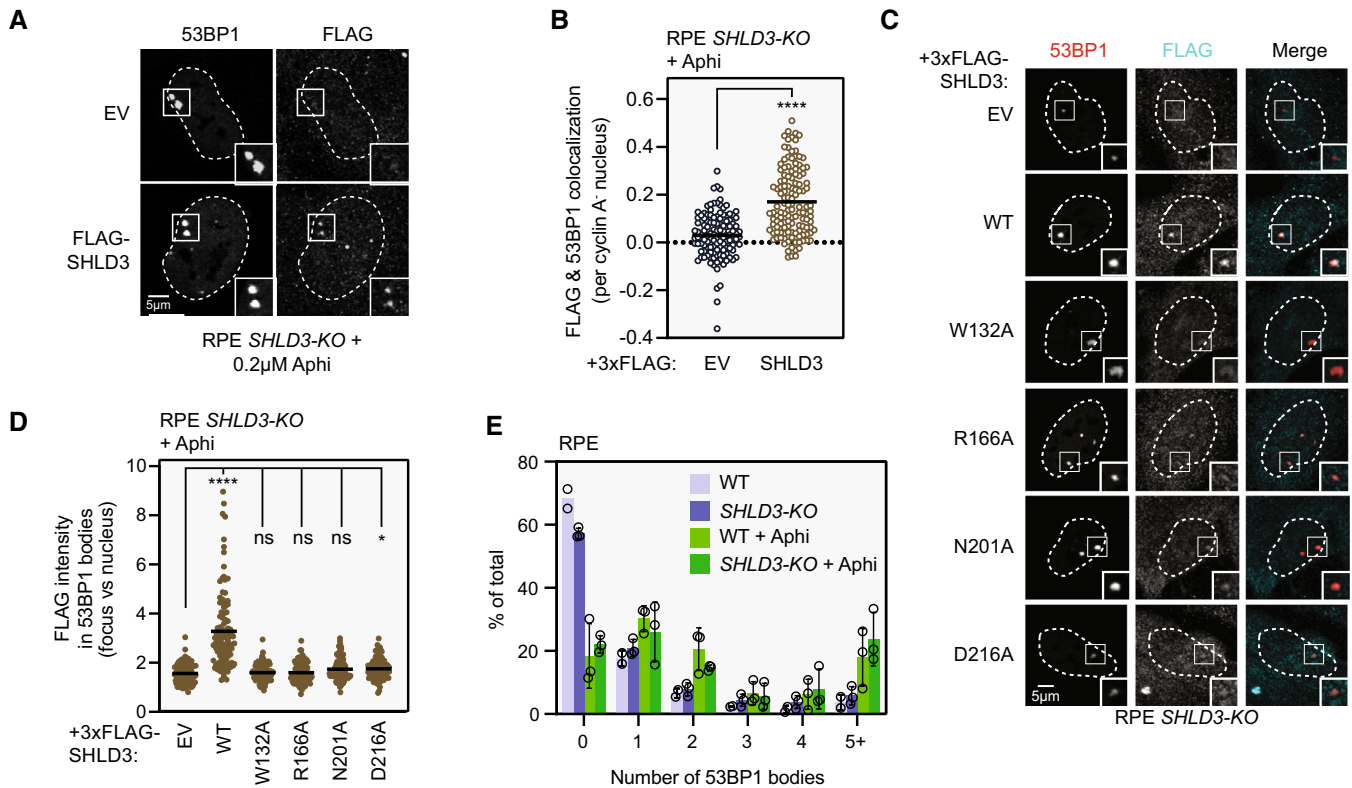 A
53BP1
FLAG
EV
FLAG-
SHLD3
5µm
RPE SHLD3-KO +
0.2µM Aphi
B
RPE SHLD3-KO
+ Aphi
FLAG & 53BP1 colocalization
(per cyclin A- nucleus)
0.6
0.4
0.2
0.0
-0.2
-0.4
****
+3xFLAG:
EV
SHLD3
C
+3xFLAG-
SHLD3:
53BP1
FLAG
Merge
EV
WT
W132A
R166A
N201A
D216A
5µm
RPE SHLD3-KO
D
RPE SHLD3-KO
+ Aphi
FLAG intensity
in 53BP1 bodies
(focus vs nucleus)
10
8
6
4
2
0
****
ns
ns
ns
*
+3xFLAG-
SHLD3:
EV
WT
W132A
R166A
N201A
D216A
E
RPE
% of total
80
60
40
20
0
WT
SHLD3-KO
WT + Aphi
SHLD3-KO + Aphi
0
1
2
3
4
5+
Number of 53BP1 bodies